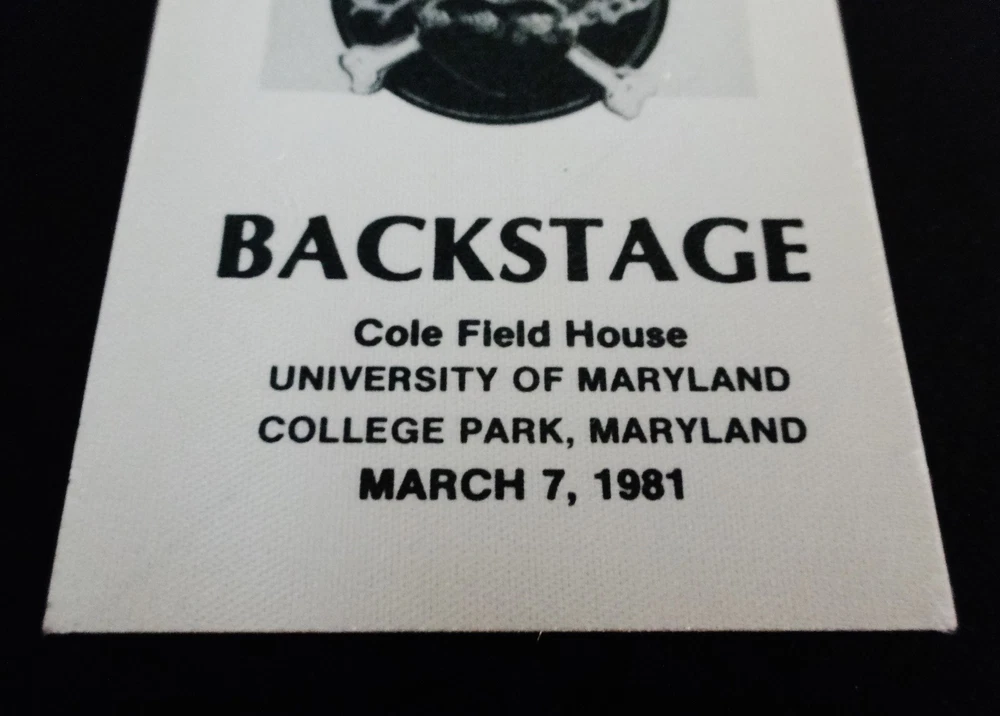 BACKSTAGE
Cole Field House
UNIVERSITY OF MARYLAND
COLLEGE PARK, MARYLAND
MARCH 7, 1981